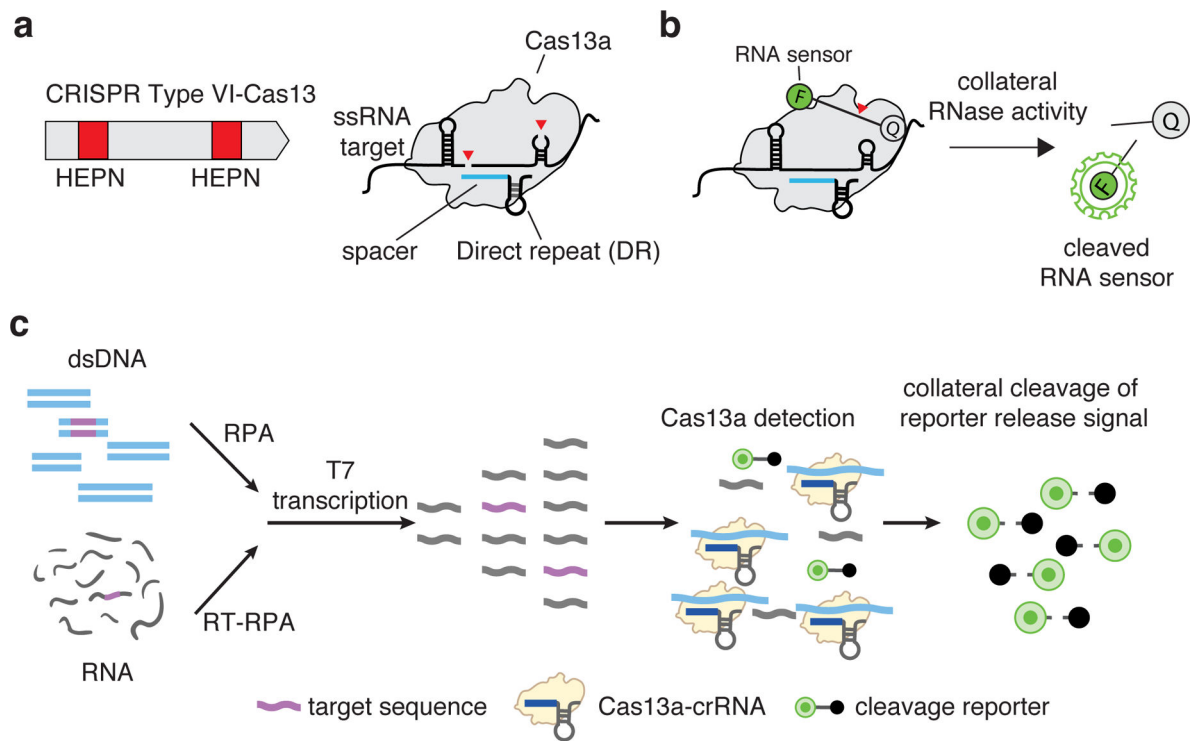 a
CRISPR Type VI-Cas13
HEPN
HEPN
Cas13a
ssRNA
target
spacer
Direct repeat (DR)
b
RNA sensor
F
Q
collateral
RNase activity
Q
F
cleaved
RNA sensor
c
dsDNA
RPA
RNA
RT-RPA
T7
transcription
Cas13a detection
collateral cleavage of
reporter release signal
target sequence
Cas13a-crRNA
cleavage reporter